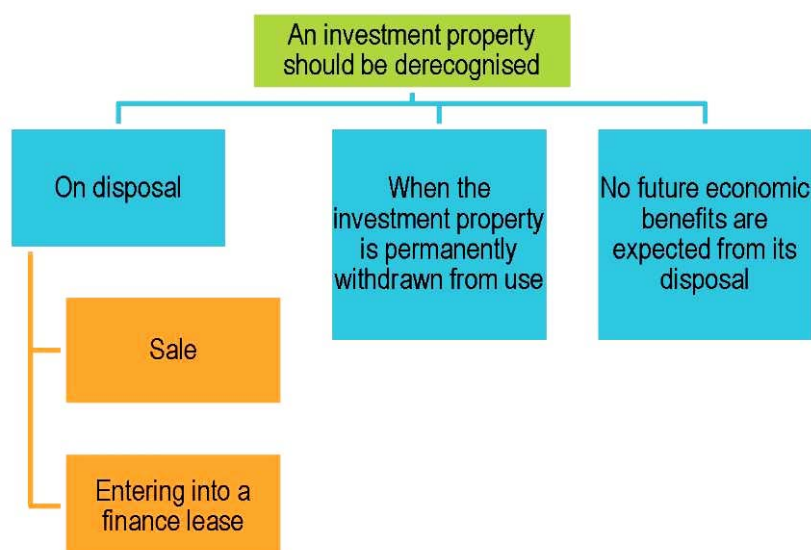 An investment property
should be derecognised
On disposal
When the
investment property
is permanently
withdrawn from use
No future economic
benefits are
expected from its
disposal
Sale
Entering into a
finance lease